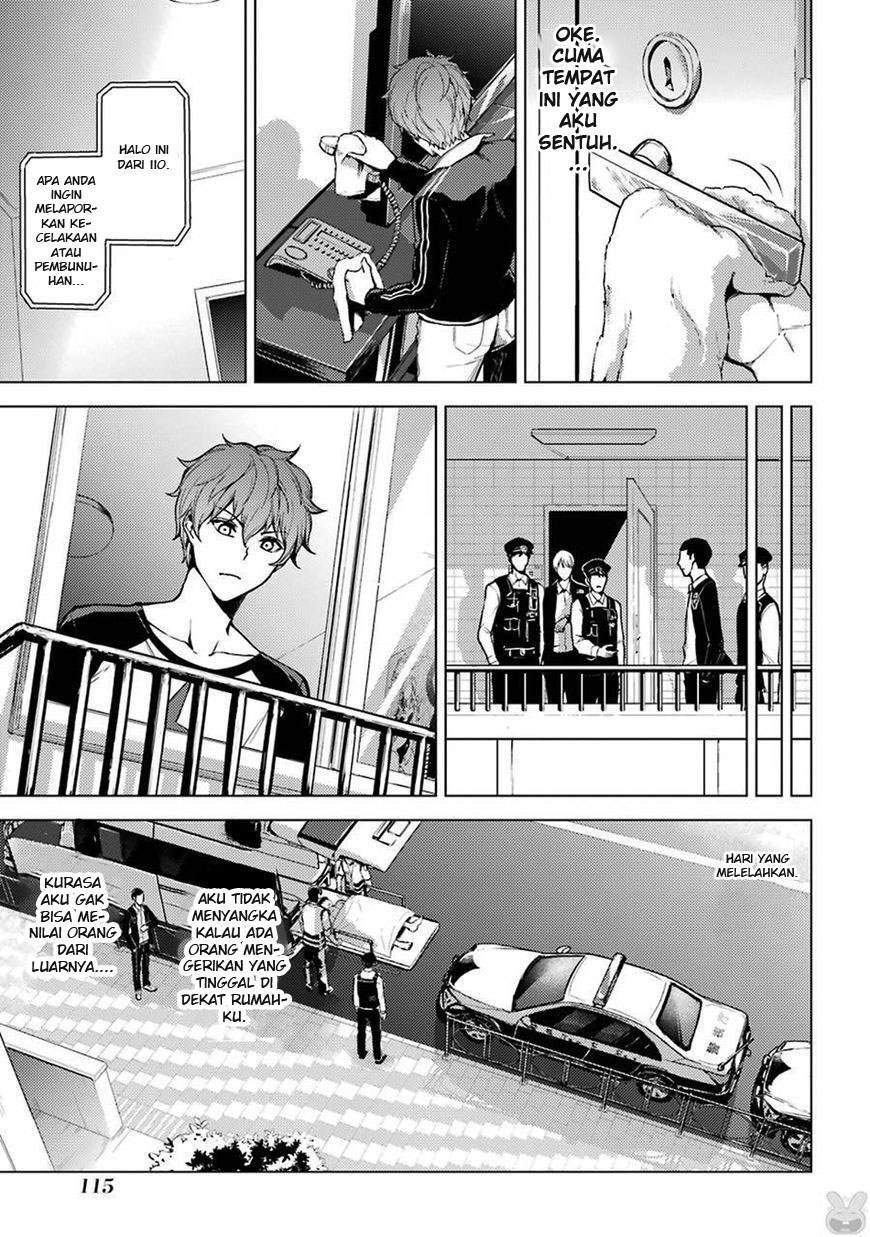 OKE.
CUMA
TEMPAT
INI YANG
AKU
SENTUH.
...
HALO INI
DARI 110.
APA ANDA
INGIN
MELAPOR-
KAN KE-
CELAKAAN
ATAU
PEMBUNU-
HAN...
HARI YANG
MELELAHKAN.
AKU TIDAK
MENYANGKA
KALAU ADA
ORANG MEN-
GERIKAN YANG
TINGGAL DI
DEKAT RUMAH-
KU.
KURASA
AKU GAK
BISA ME-
NILAI ORANG
DARI
LUARNYA....
115